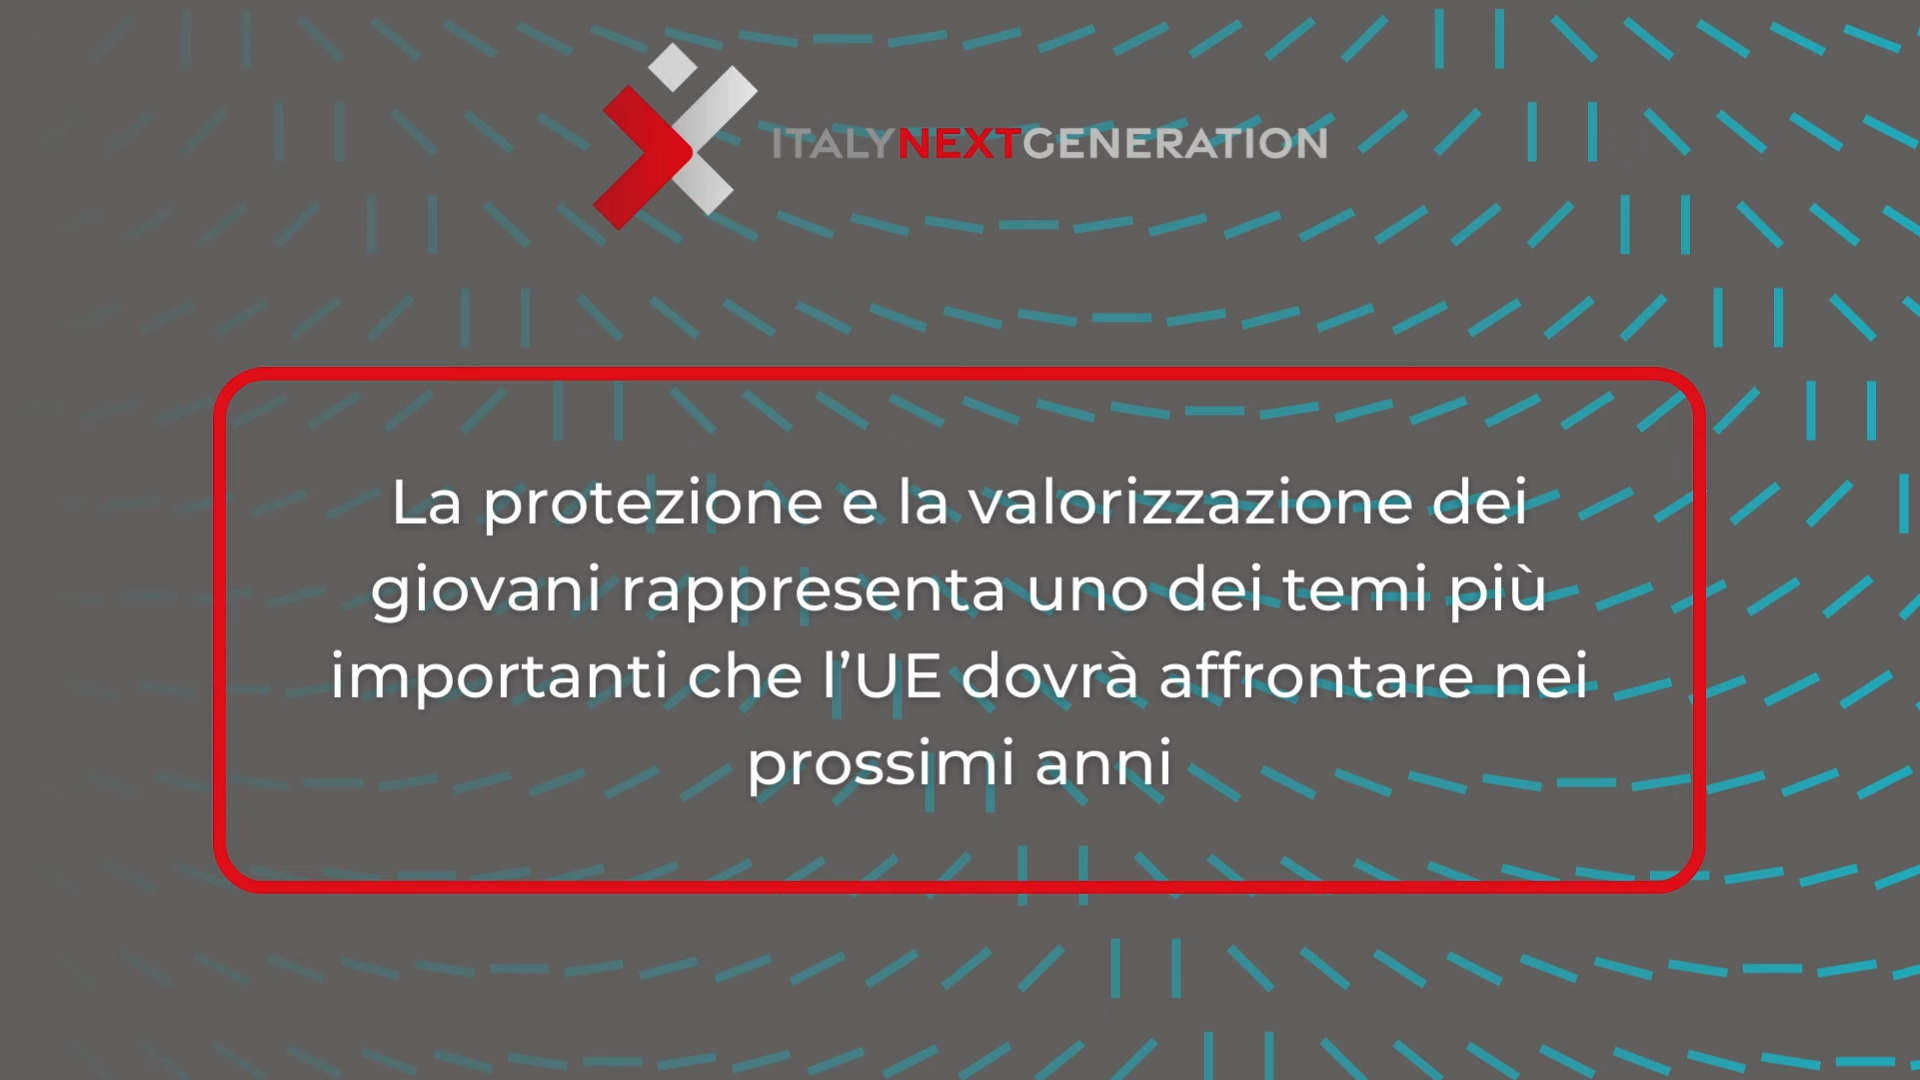 ITALYNEXTGENERATION
La protezione e la valorizzazione dei
giovani rappresenta uno dei temi più
importanti che l’UE dovrà affrontare nei
prossimi anni